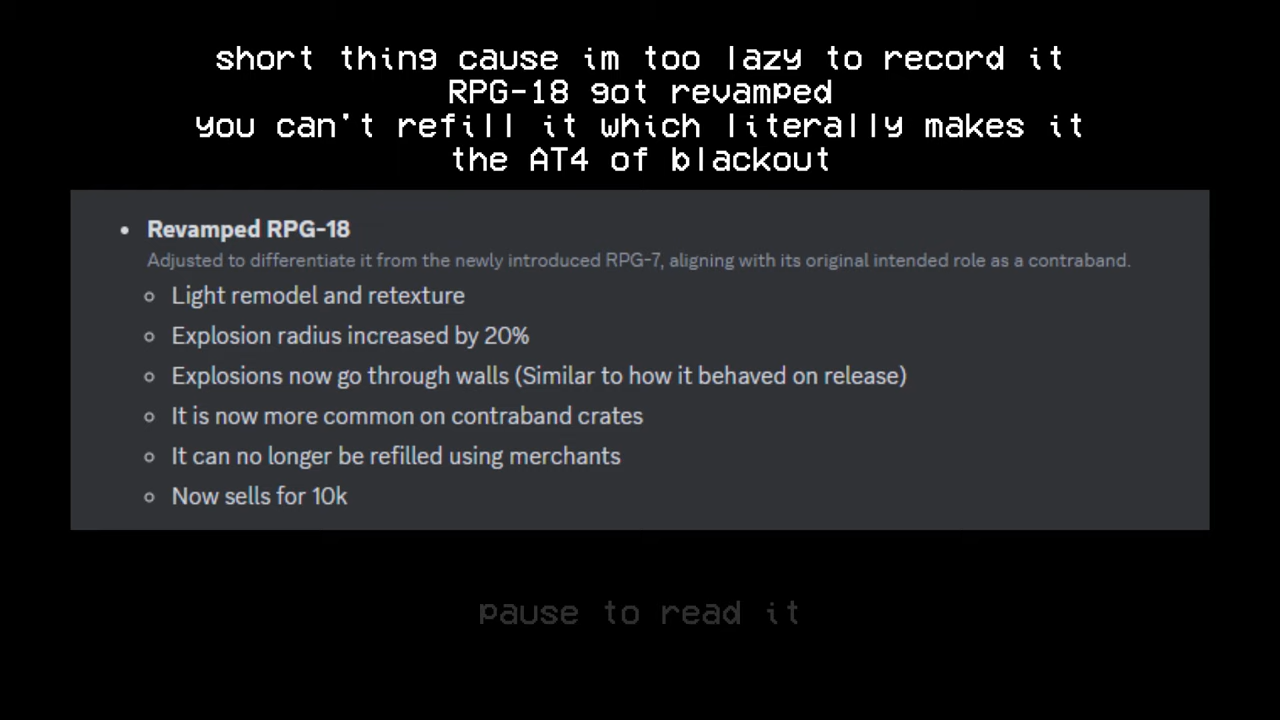 short thing cause im too lazy to record it
RPG-18 got revamped
you can't refill it which literally makes it
the AT4 of blackout
• Revamped RPG-18
Adjusted to differentiate it from the newly introduced RPG-7, aligning with its original intended role as a contraband.
◦ Light remodel and retexture
◦ Explosion radius increased by 20%
◦ Explosions now go through walls (Similar to how it behaved on release)
◦ It is now more common on contraband crates
◦ It can no longer be refilled using merchants
◦ Now sells for 10k
pause to read it